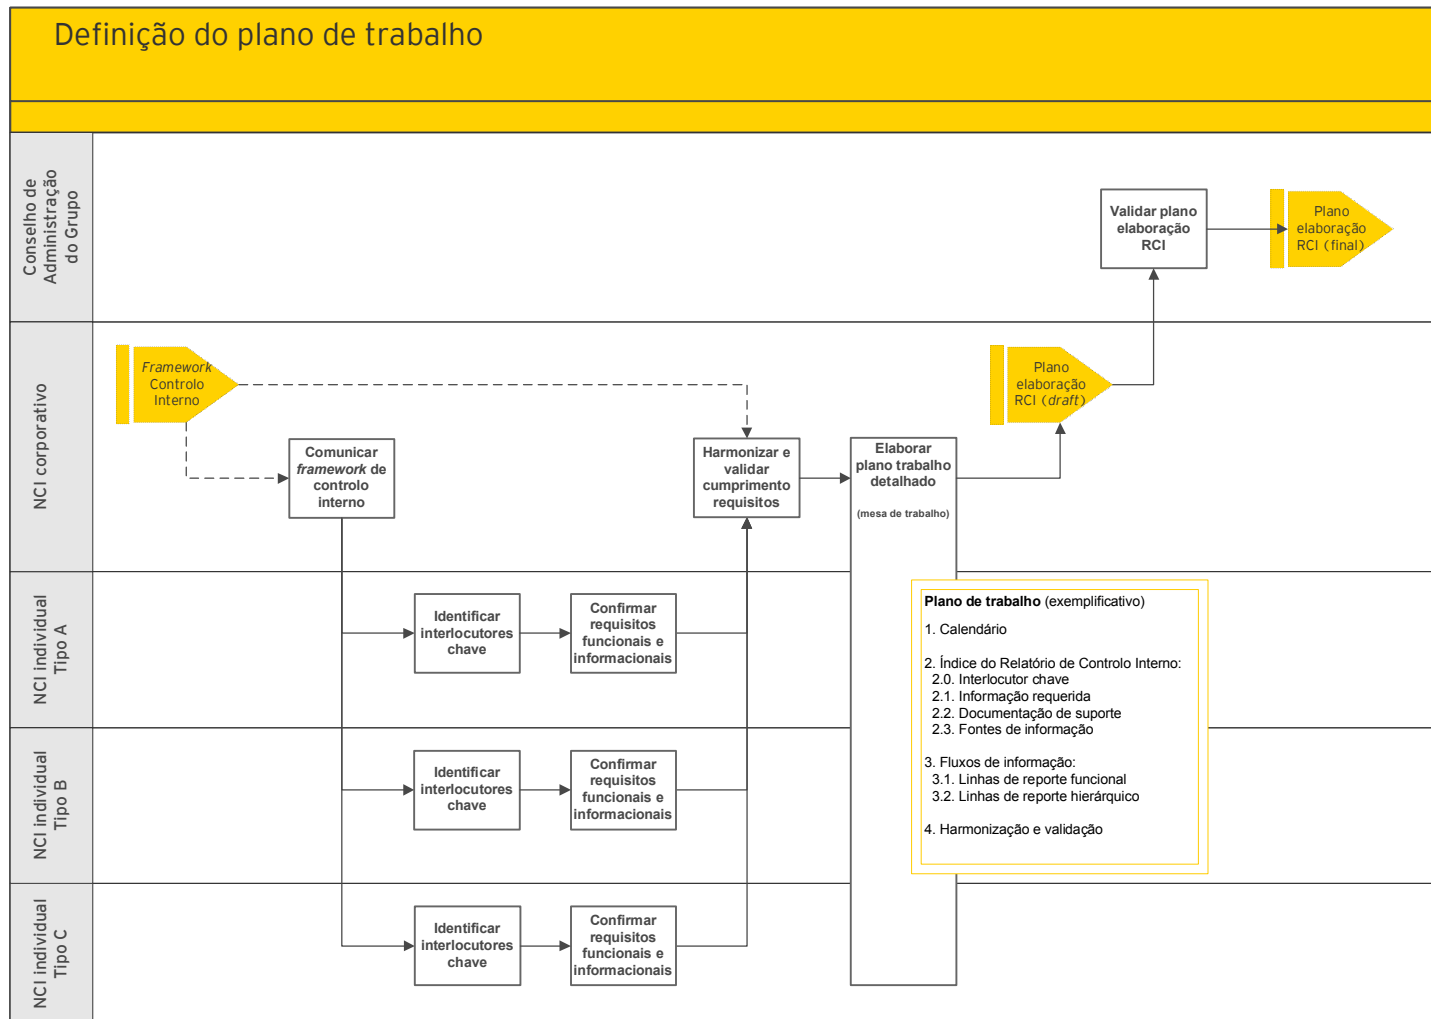 Definição do plano de trabalho
Conselho de
Administração
do Grupo
Validar plano
elaboração
RCI
Plano
elaboração
RCI (final)
NCI corporativo
Framework
Controlo
Interno
Comunicar
framework de
controlo
interno
Harmonizar e
validar
cumprimento
requisitos
Elaborar
plano trabalho
detalhado
(mesa de trabalho)
Plano
elaboração
RCI (draft)
NCI individual
Tipo A
Identificar
interlocutores
chave
Confirmar
requisitos
funcionais e
informacionais
NCI individual
Tipo B
Identificar
interlocutores
chave
Confirmar
requisitos
funcionais e
informacionais
NCI individual
Tipo C
Identificar
interlocutores
chave
Confirmar
requisitos
funcionais e
informacionais
Plano de trabalho (exemplificativo)
1. Calendário
2. Índice do Relatório de Controlo Interno:
2.0. Interlocutor chave
2.1. Informação requerida
2.2. Documentação de suporte
2.3. Fontes de informação
3. Fluxos de informação:
3.1. Linhas de reporte funcional
3.2. Linhas de reporte hierárquico
4. Harmonização e validação